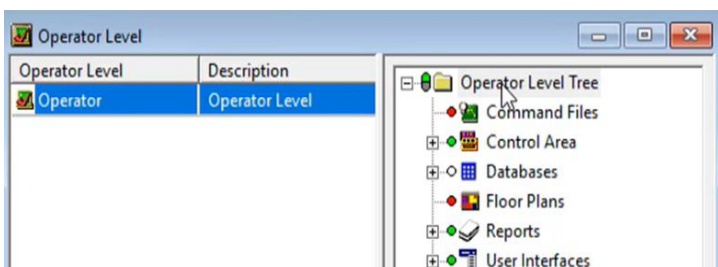 Operator Level
Operator Level Description
Operator Operator Level
Operator Level Tree
Command Files
Control Area
Databases
Floor Plans
Reports
User Interfaces